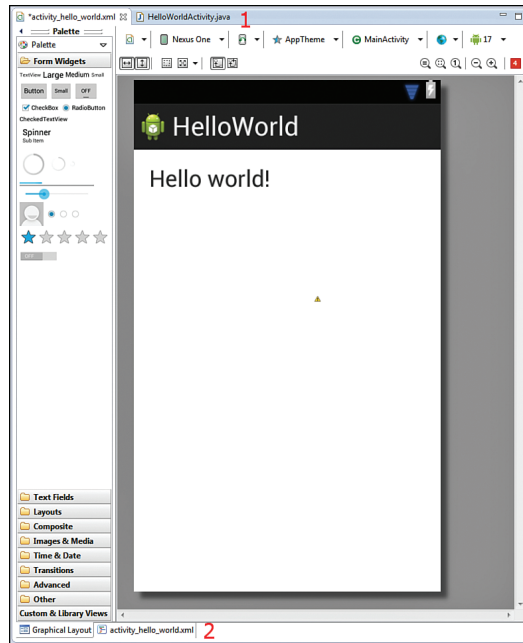 *activity_hello_world.xml HelloWorldActivity.java 1
Palette
Palette Nexus One AppTheme MainActivity 17
Form Widgets
TextView Large Medium Small 4
Button Small OFF
CheckBox RadioButton
CheckedTextView
Spinner
Sub Item
OFF
HelloWorld
Hello world!
Text Fields
Layouts
Composite
Images & Media
Time & Date
Transitions
Advanced
Other
Custom & Library Views
Graphical Layout activity_hello_world.xml 2